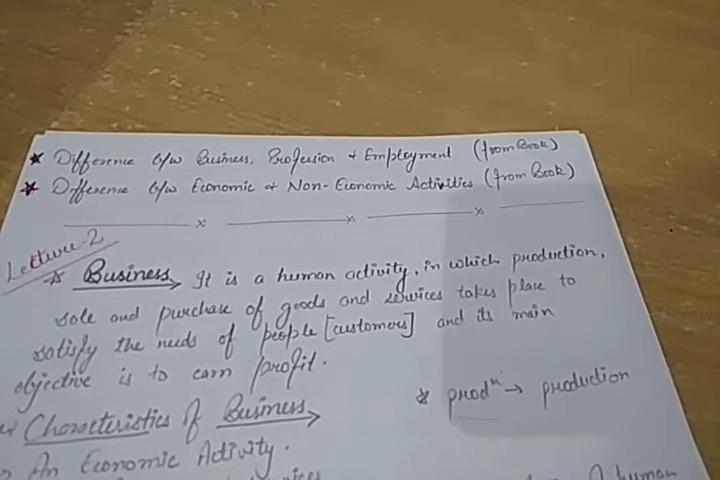 ★ Difference b/w Business, Profession & Employment (from Book)
★ Difference b/w Economic & Non-Economic Activities (from Book)
Lecture-2
Business → It is a human activity, in which production,
sale and purchase of goods and services takes place to
satisfy the needs of people [customers] and its main
objective is to earn profit.
* prodⁿ → production
Characteristics of Business →
An Economic Activity.
human